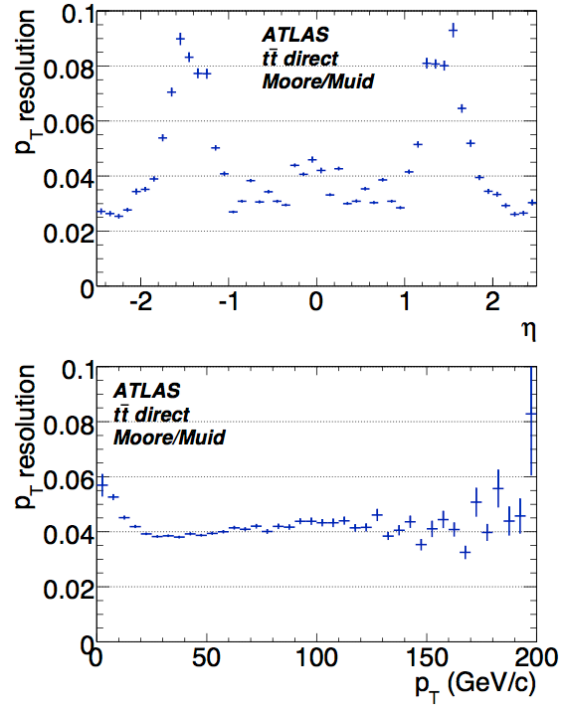 0.1
0.08
0.06
0.04
0.02
0
p_T resolution
ATLAS
tt̄ direct
Moore/Muid
-2 -1 0 1 2
η
0.1
0.08
0.06
0.04
0.02
0
p_T resolution
ATLAS
tt̄ direct
Moore/Muid
0 50 100 150 200
p_T (GeV/c)